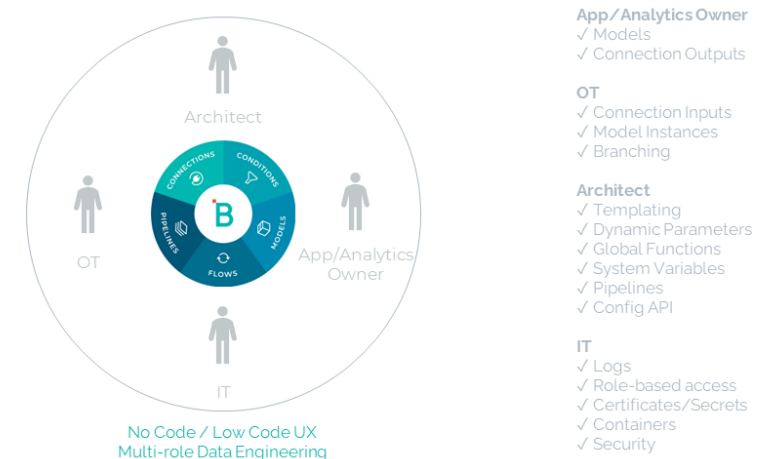 Architect
CONNECTIONS
CONDITIONS
PIPELINES
B
MODELS
FLOWS
OT
App/Analytics
Owner
IT
No Code / Low Code UX
Multi-role Data Engineering
App/Analytics Owner
✓ Models
✓ Connection Outputs
OT
✓ Connection Inputs
✓ Model Instances
✓ Branching
Architect
✓ Templating
✓ Dynamic Parameters
✓ Global Functions
✓ System Variables
✓ Pipelines
✓ Config API
IT
✓ Logs
✓ Role-based access
✓ Certificates/Secrets
✓ Containers
✓ Security